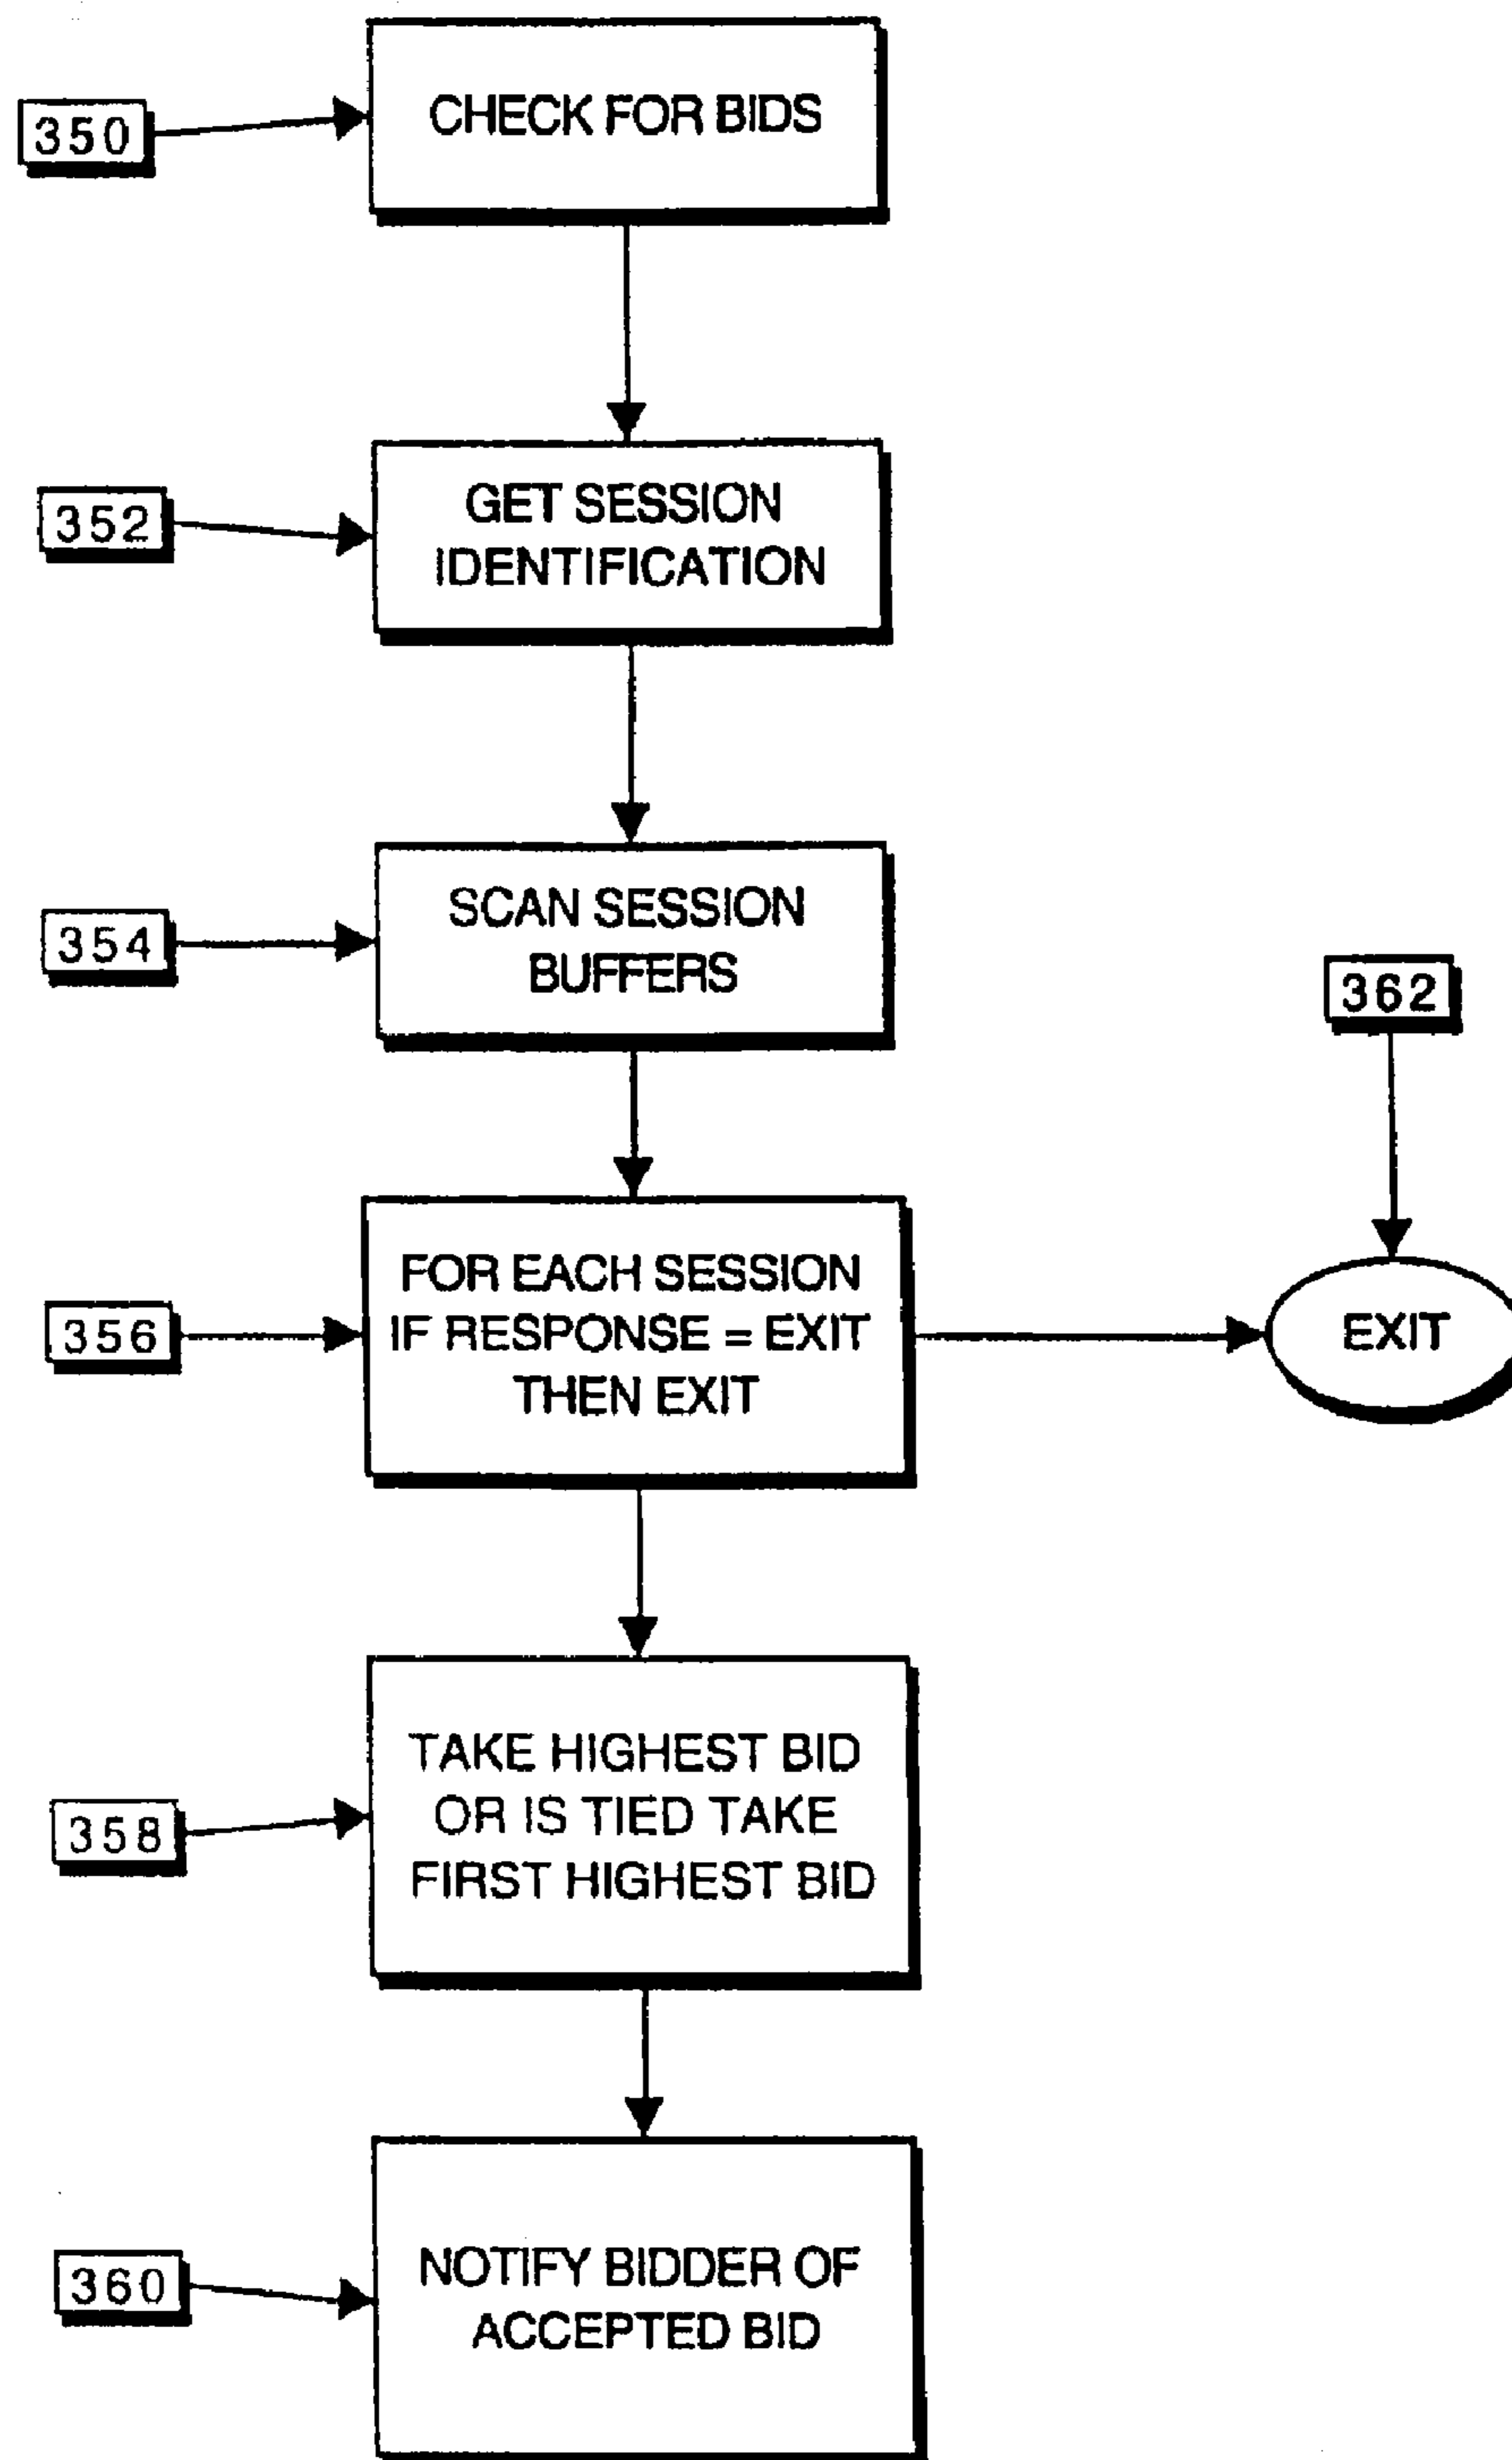 350
CHECK FOR BIDS
352
GET SESSION
IDENTIFICATION
354
SCAN SESSION
BUFFERS
362
356
FOR EACH SESSION
IF RESPONSE = EXIT
THEN EXIT
EXIT
358
TAKE HIGHEST BID
OR IS TIED TAKE
FIRST HIGHEST BID
360
NOTIFY BIDDER OF
ACCEPTED BID